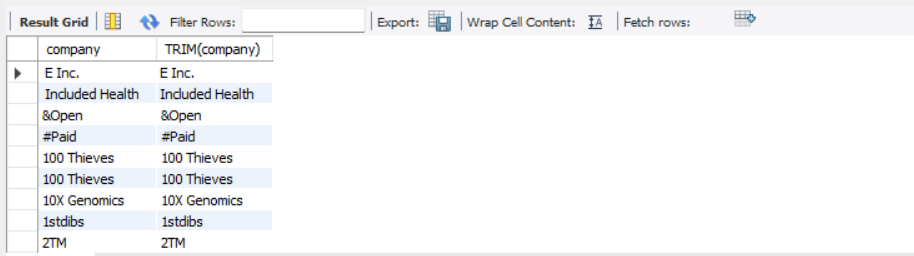 Result Grid Filter Rows: Export: Wrap Cell Content: IA Fetch rows:
company TRIM(company)
E Inc. E Inc.
Included Health Included Health
&Open &Open
#Paid #Paid
100 Thieves 100 Thieves
100 Thieves 100 Thieves
10X Genomics 10X Genomics
1stdibs 1stdibs
2TM 2TM